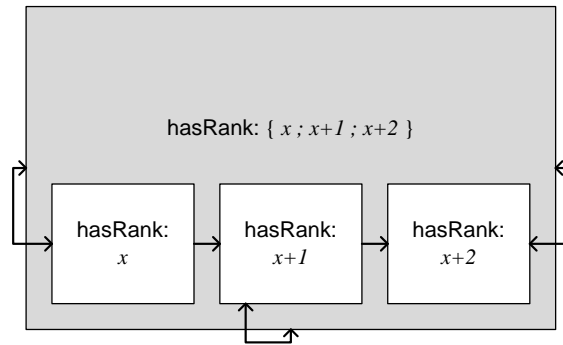 hasRank: { x ; x+1 ; x+2 }
hasRank:
x
hasRank:
x+1
hasRank:
x+2